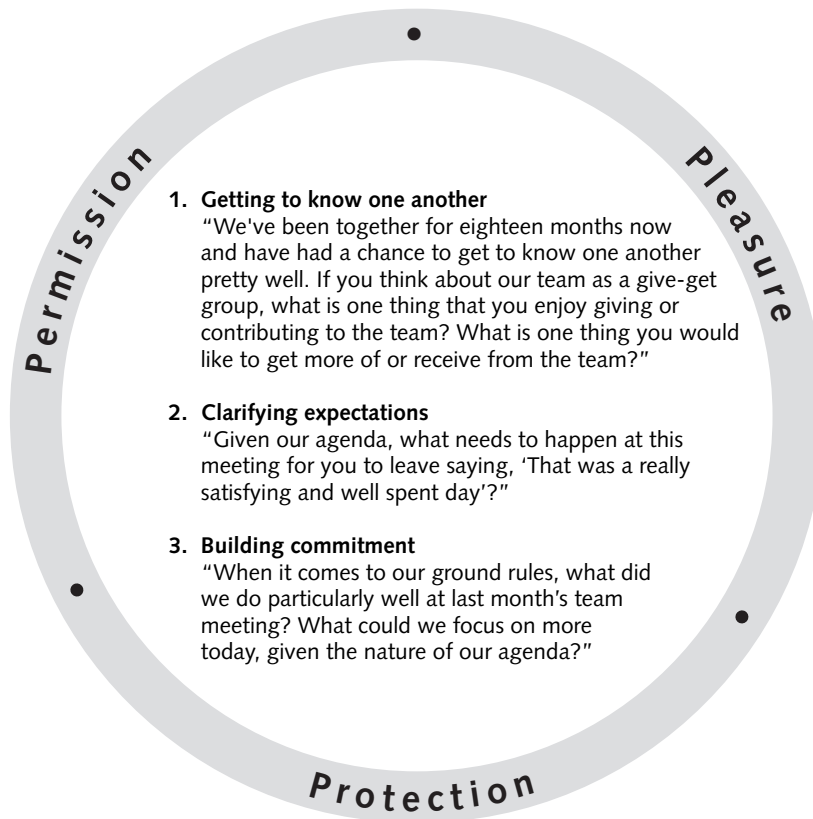 Permission
Pleasure
1. Getting to know one another
“We've been together for eighteen months now
and have had a chance to get to know one another
pretty well. If you think about our team as a give-get
group, what is one thing that you enjoy giving or
contributing to the team? What is one thing you would
like to get more of or receive from the team?”
2. Clarifying expectations
“Given our agenda, what needs to happen at this
meeting for you to leave saying, ‘That was a really
satisfying and well spent day’?”
3. Building commitment
“When it comes to our ground rules, what did
we do particularly well at last month’s team
meeting? What could we focus on more
today, given the nature of our agenda?”
Protection